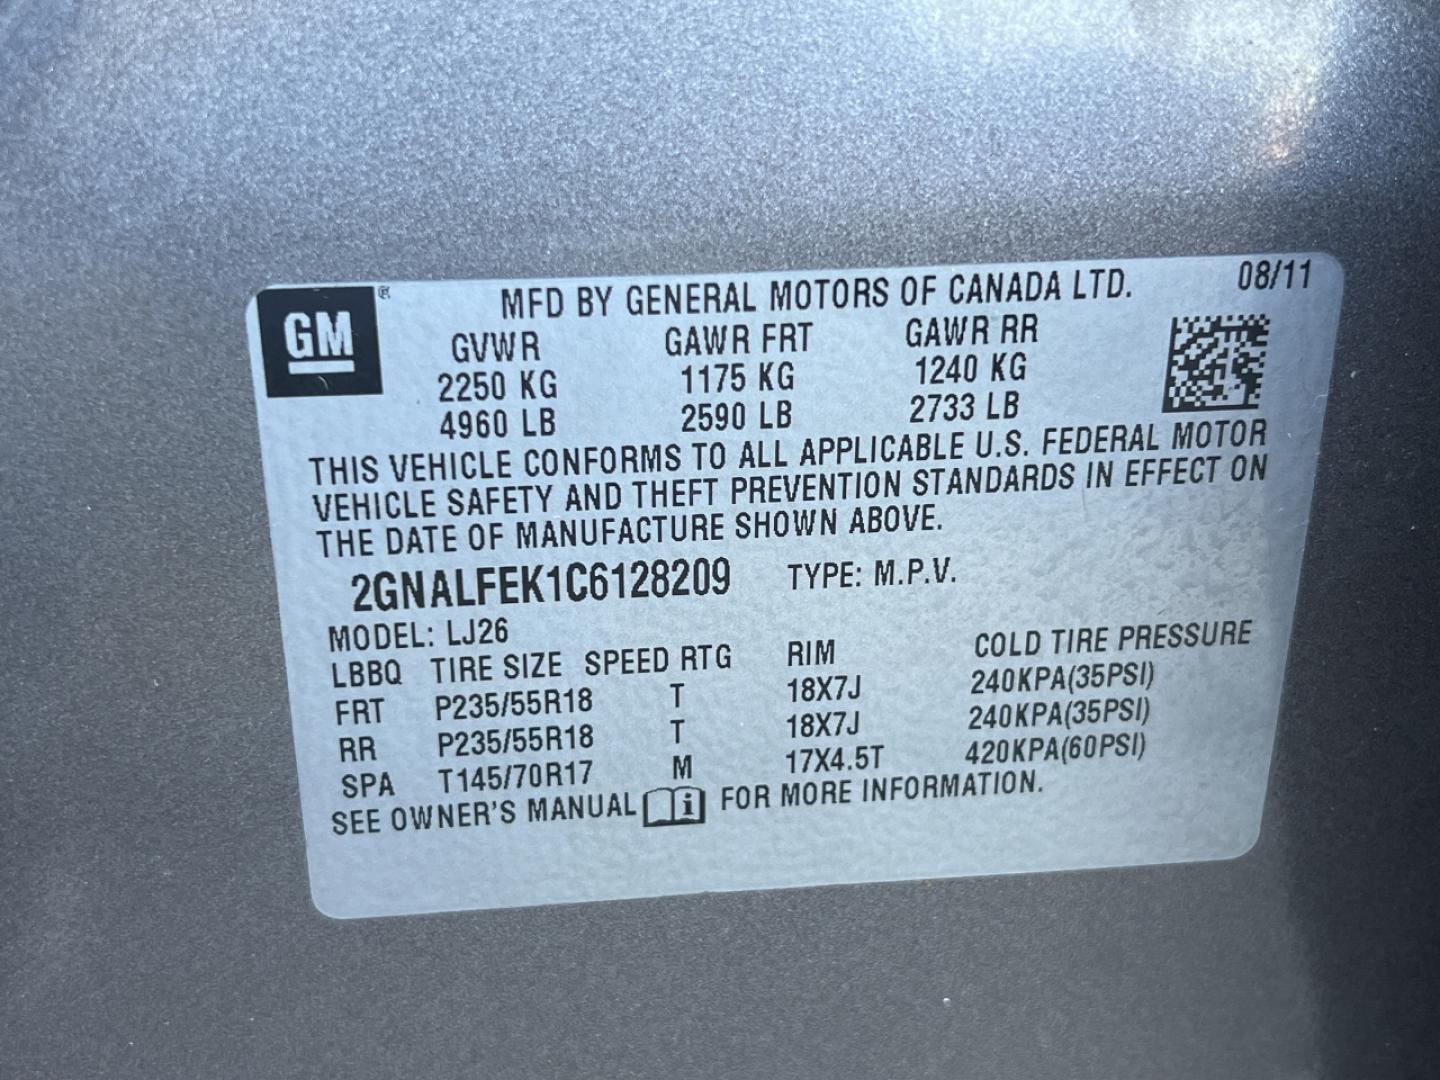 GM ® MFD BY GENERAL MOTORS OF CANADA LTD. 08/11
GVWR GAWR FRT GAWR RR
2250 KG 1175 KG 1240 KG
4960 LB 2590 LB 2733 LB
THIS VEHICLE CONFORMS TO ALL APPLICABLE U.S. FEDERAL MOTOR
VEHICLE SAFETY AND THEFT PREVENTION STANDARDS IN EFFECT ON
THE DATE OF MANUFACTURE SHOWN ABOVE.
2GNALFEK1C6128209 TYPE: M.P.V.
MODEL: LJ26
LBBQ TIRE SIZE SPEED RTG RIM COLD TIRE PRESSURE
FRT P235/55R18 T 18X7J 240KPA(35PSI)
RR P235/55R18 T 18X7J 240KPA(35PSI)
SPA T145/70R17 M 17X4.5T 420KPA(60PSI)
SEE OWNER'S MANUAL i FOR MORE INFORMATION.